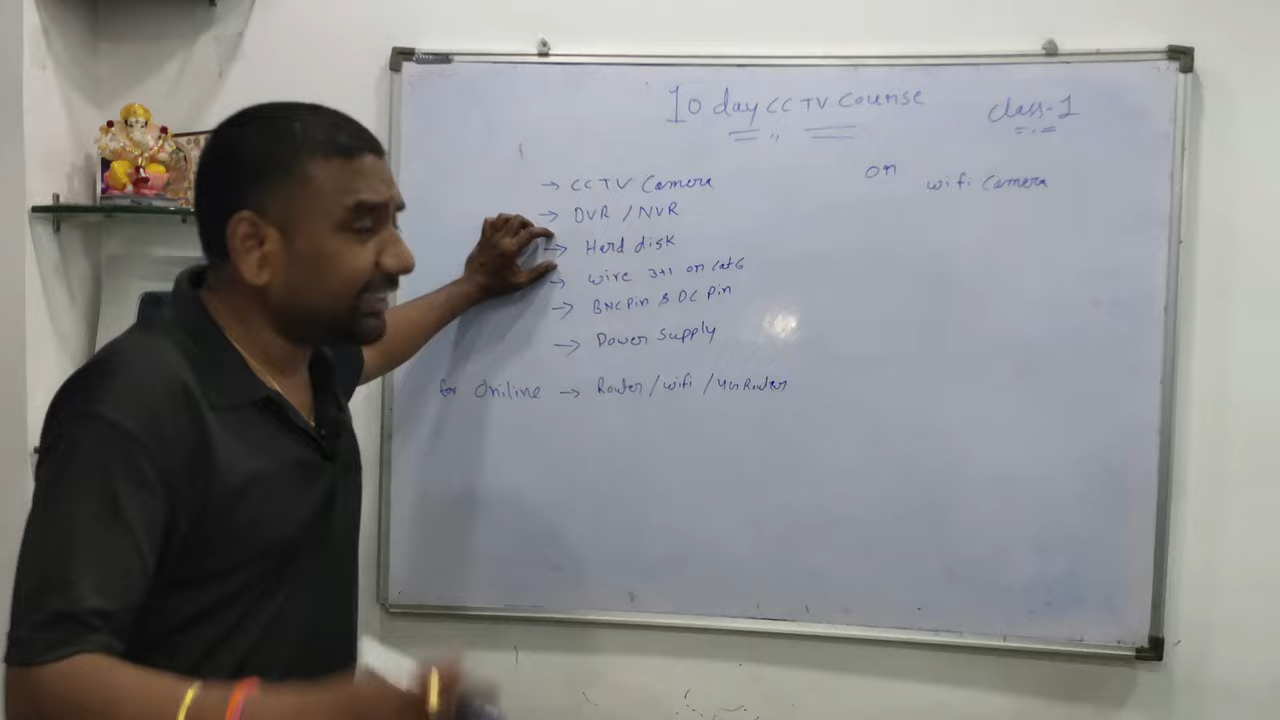 10 day CCTV Course
Class-1
→ CCTV Camera
or
wifi Camera
→ DVR / NVR
→ Hard disk
→ wire 3+1 or Cat6
→ BNC Pin & DC Pin
→ Power Supply
for Online → Router / wifi / 4G Router